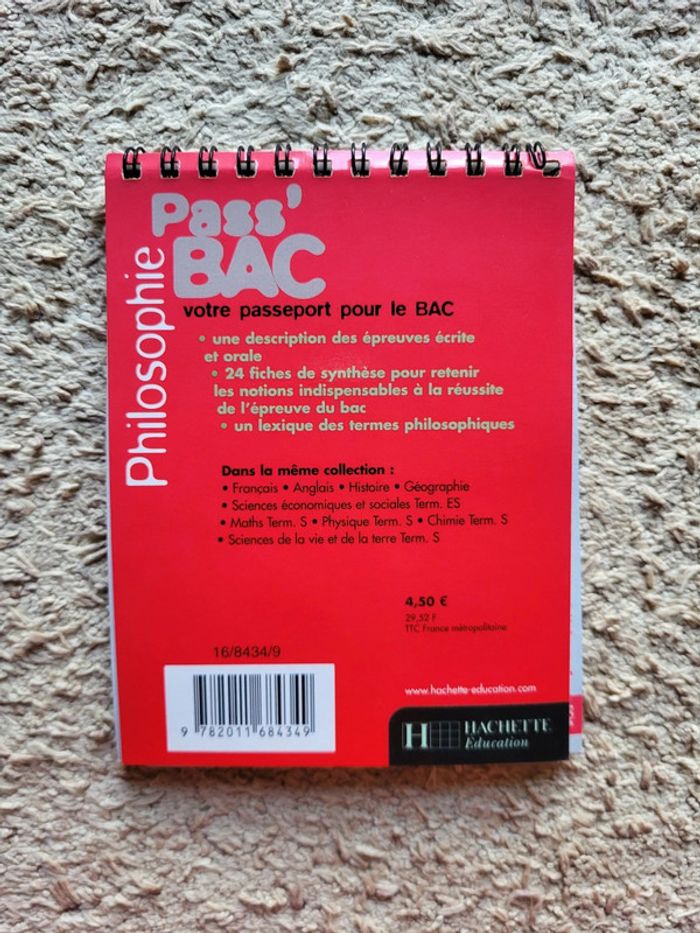 Philosophie
Pass'
BAC
votre passeport pour le BAC
• une description des épreuves écrite
et orale
• 24 fiches de synthèse pour retenir
les notions indispensables à la réussite
de l'épreuve du bac
• un lexique des termes philosophiques
Dans la même collection :
• Français • Anglais • Histoire • Géographie
• Sciences économiques et sociales Term. ES
• Maths Term. S • Physique Term. S • Chimie Term. S
• Sciences de la vie et de la terre Term. S
4,50 €
29,52 F
TTC France métropolitaine
16/8434/9
9 782011 684349
www.hachette-education.com
H HACHETTE
Education